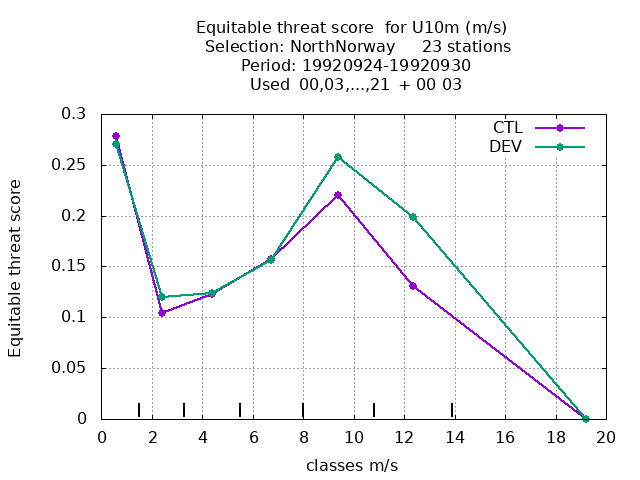 Equitable threat score  for U10m (m/s)
Selection: NorthNorway     23 stations
Period: 19920924-19920930
Used  00,03,...,21  + 00 03
CTL
DEV
Equitable threat score
0.3
0.25
0.2
0.15
0.1
0.05
0
0 2 4 6 8 10 12 14 16 18 20
classes m/s